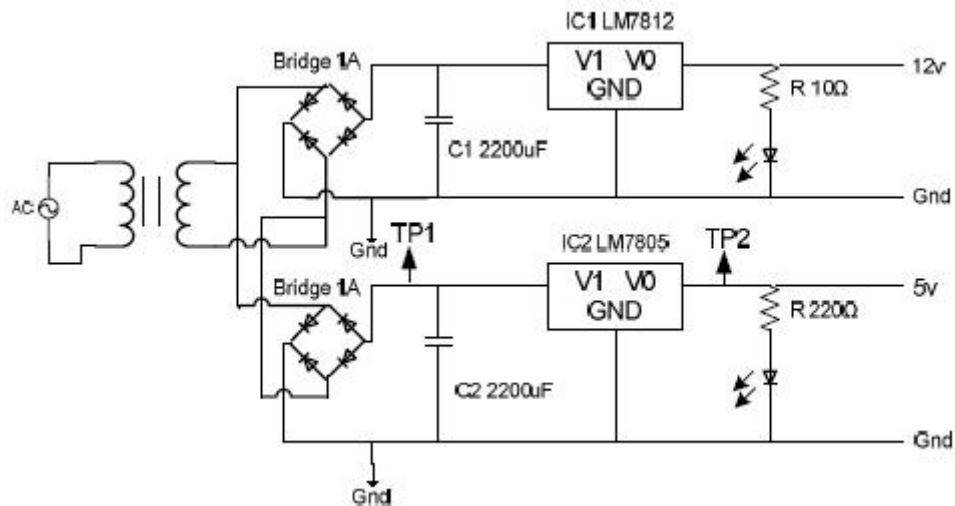 IC1 LM7812
Bridge 1A
V1 V0
GND
12v
R 10Ω
C1 2200uF
AC
Gnd
Gnd
TP1
IC2 LM7805
TP2
Bridge 1A
V1 V0
GND
5v
R 220Ω
C2 2200uF
Gnd
Gnd